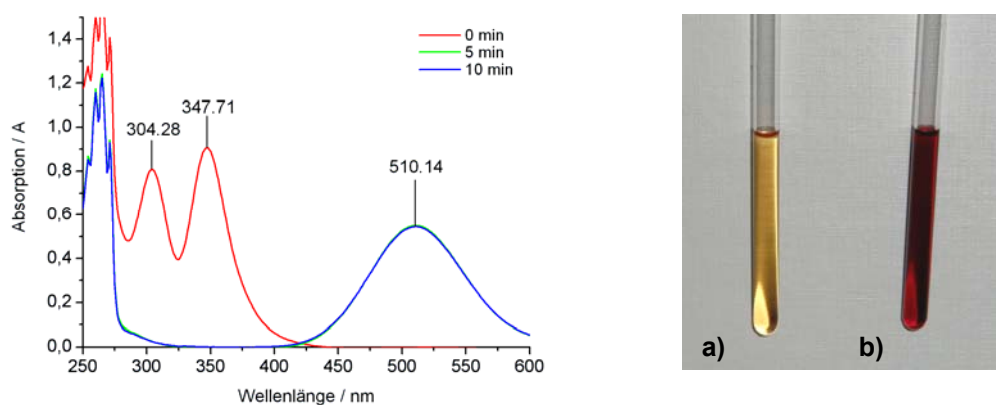 1,4
1,2
1,0
0,8
0,6
0,4
0,2
0,0
Absorption / A
304.28
347.71
510.14
0 min
5 min
10 min
250 300 350 400 450 500 550 600
Wellenlänge / nm
a) b)